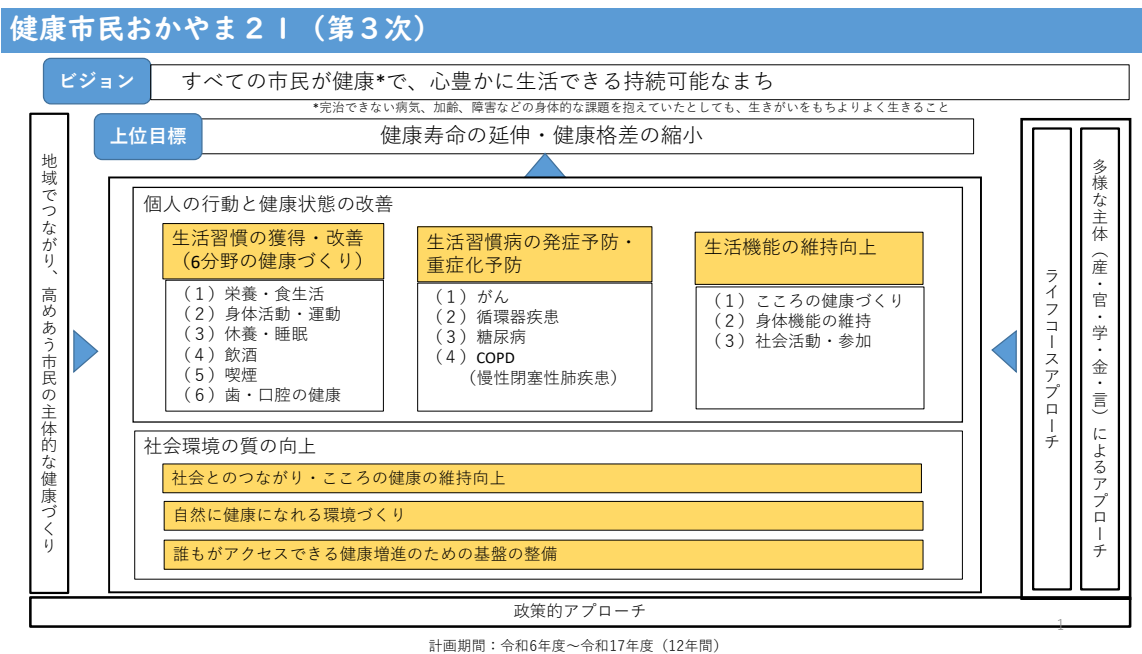 健康市民おかやま２１（第３次）
ビジョン
すべての市民が健康*で、心豊かに生活できる持続可能なまち
*完治できない病気、加齢、障害などの身体的な課題を抱えていたとしても、生きがいをもちよりよく生きること
上位目標
健康寿命の延伸・健康格差の縮小
地域でつながり、高めあう市民の主体的な健康づくり
個人の行動と健康状態の改善
生活習慣の獲得・改善
（6分野の健康づくり）
（１）栄養・食生活
（２）身体活動・運動
（３）休養・睡眠
（４）飲酒
（５）喫煙
（６）歯・口腔の健康
生活習慣病の発症予防・
重症化予防
（１）がん
（２）循環器疾患
（３）糖尿病
（４）COPD
（慢性閉塞性肺疾患）
生活機能の維持向上
（１）こころの健康づくり
（２）身体機能の維持
（３）社会活動・参加
社会環境の質の向上
社会とのつながり・こころの健康の維持向上
自然に健康になれる環境づくり
誰もがアクセスできる健康増進のための基盤の整備
ライフコースアプローチ
多様な主体（産・官・学・金・言）によるアプローチ
政策的アプローチ
1
計画期間：令和6年度～令和17年度（12年間）